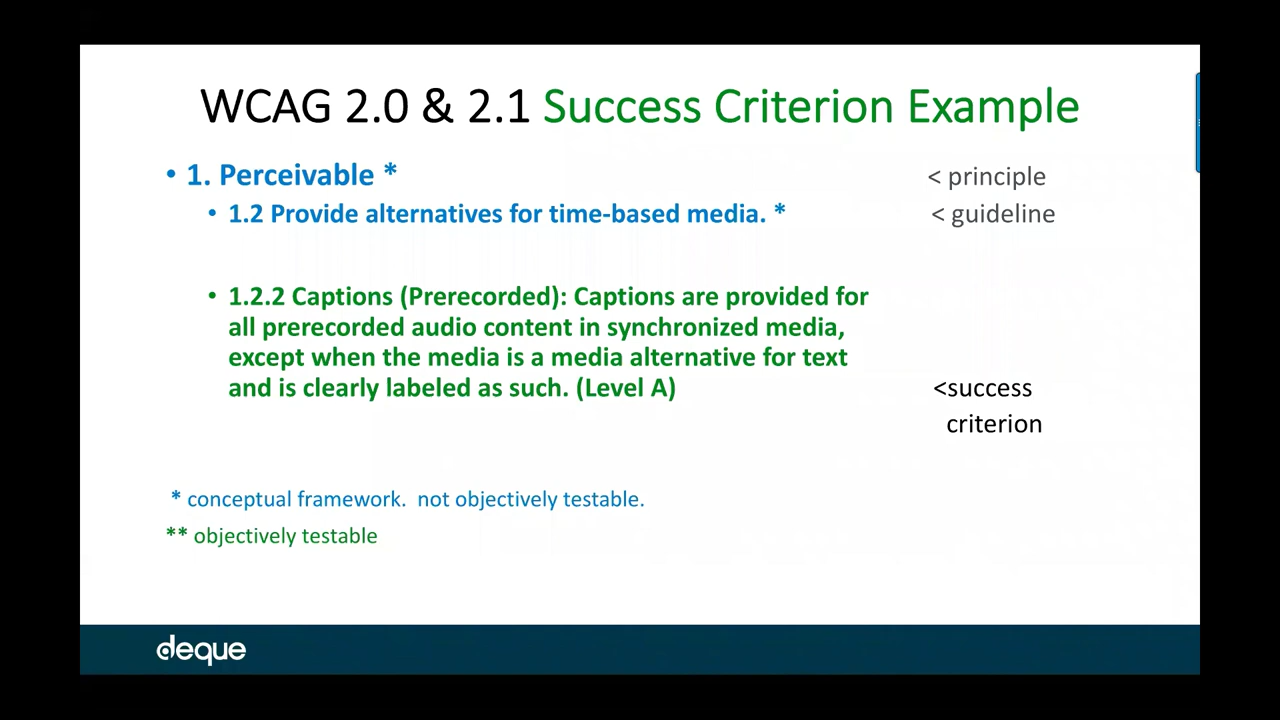 WCAG 2.0 & 2.1 Success Criterion Example
• 1. Perceivable * < principle
• 1.2 Provide alternatives for time-based media. * < guideline
• 1.2.2 Captions (Prerecorded): Captions are provided for
all prerecorded audio content in synchronized media,
except when the media is a media alternative for text
and is clearly labeled as such. (Level A) <success
criterion
* conceptual framework.  not objectively testable.
** objectively testable
deque